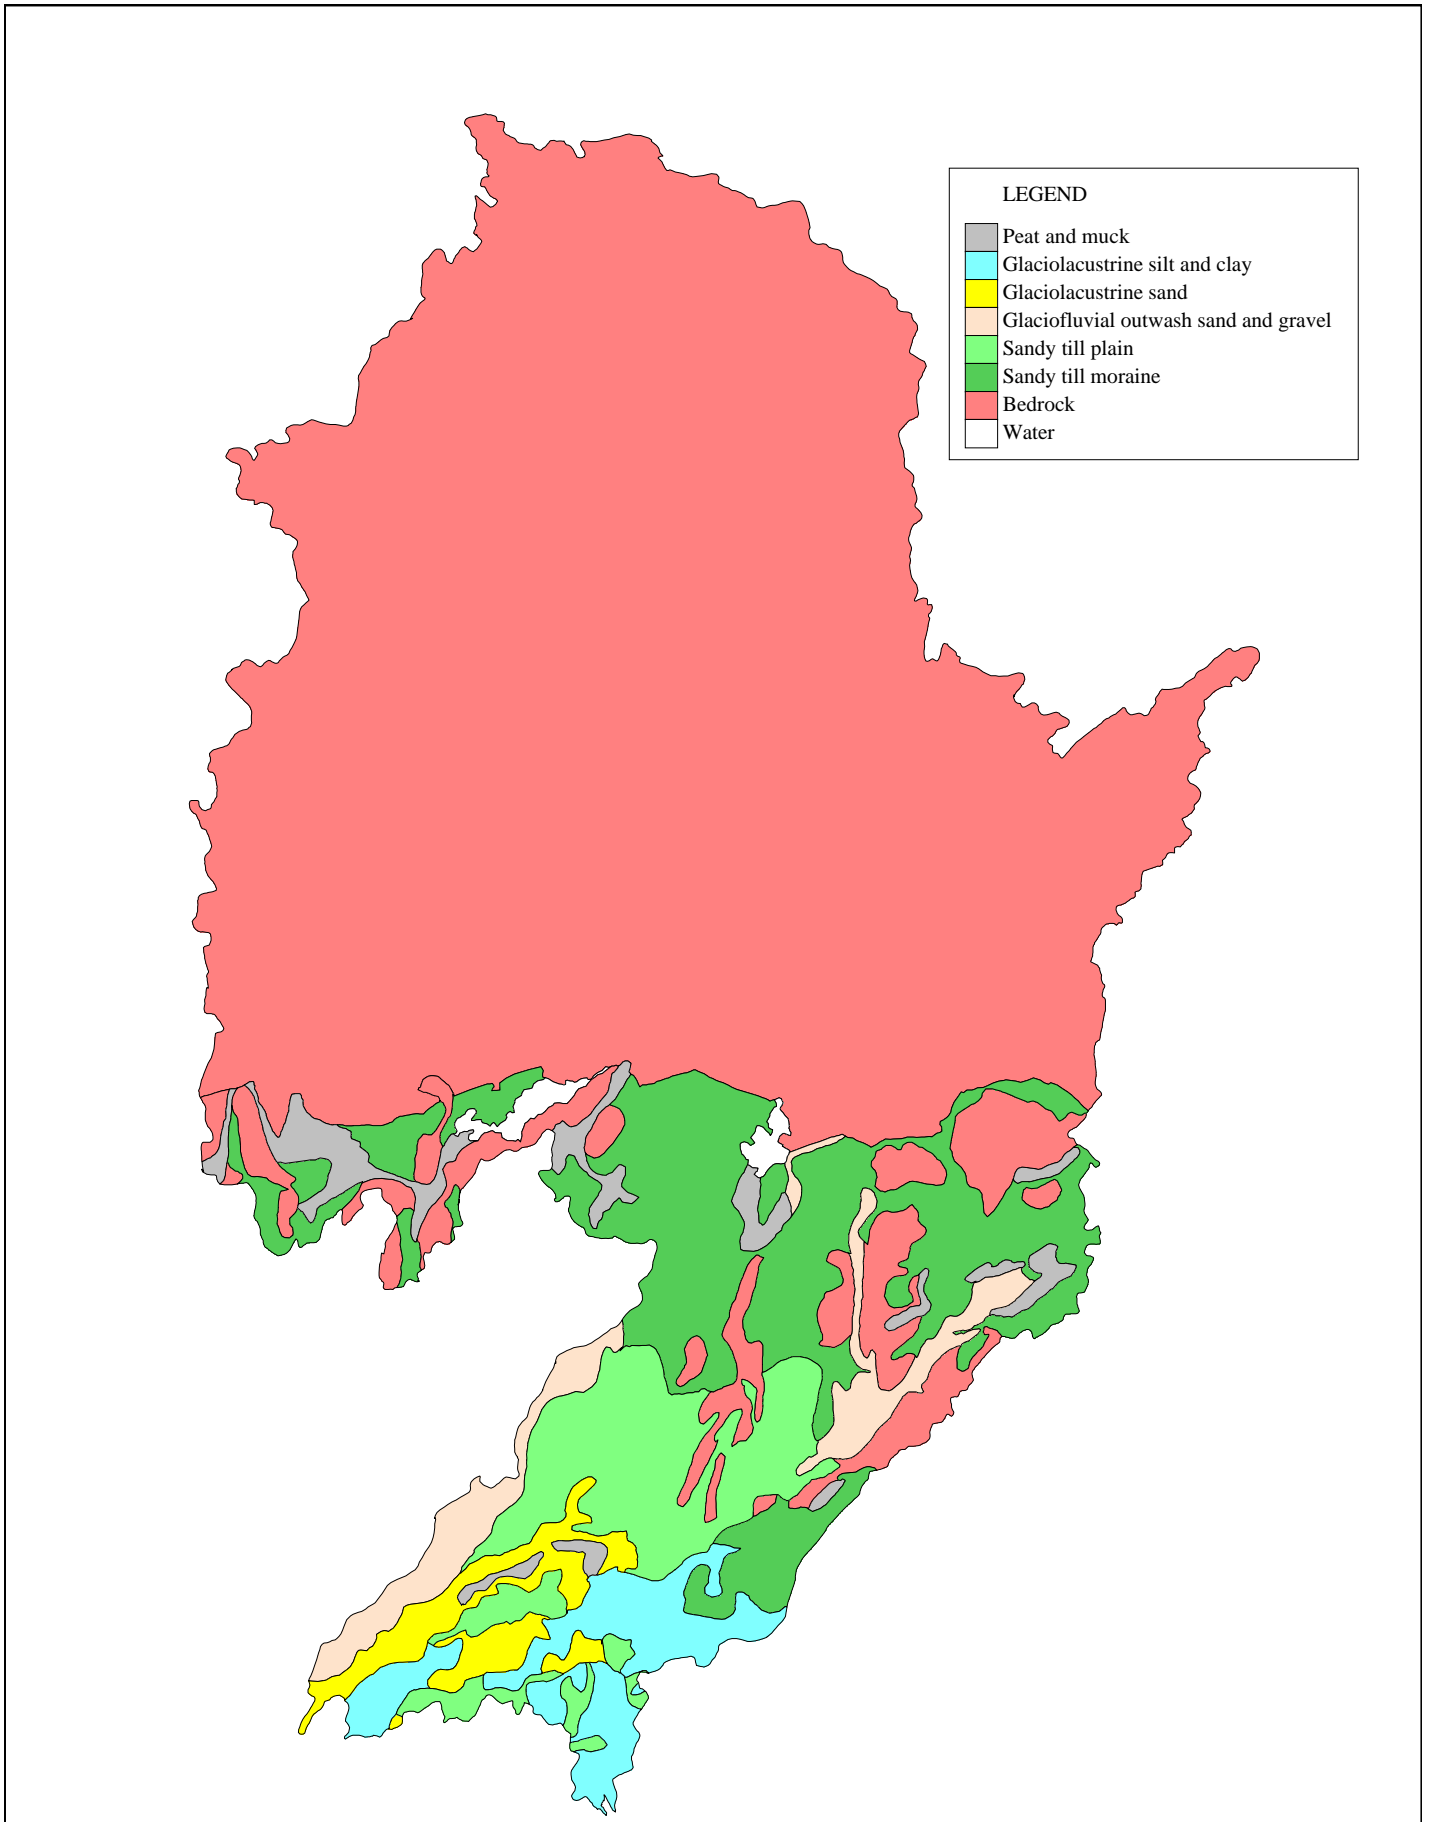 LEGEND
Peat and muck
Glaciolacustrine silt and clay
Glaciolacustrine sand
Glaciofluvial outwash sand and gravel
Sandy till plain
Sandy till moraine
Bedrock
Water